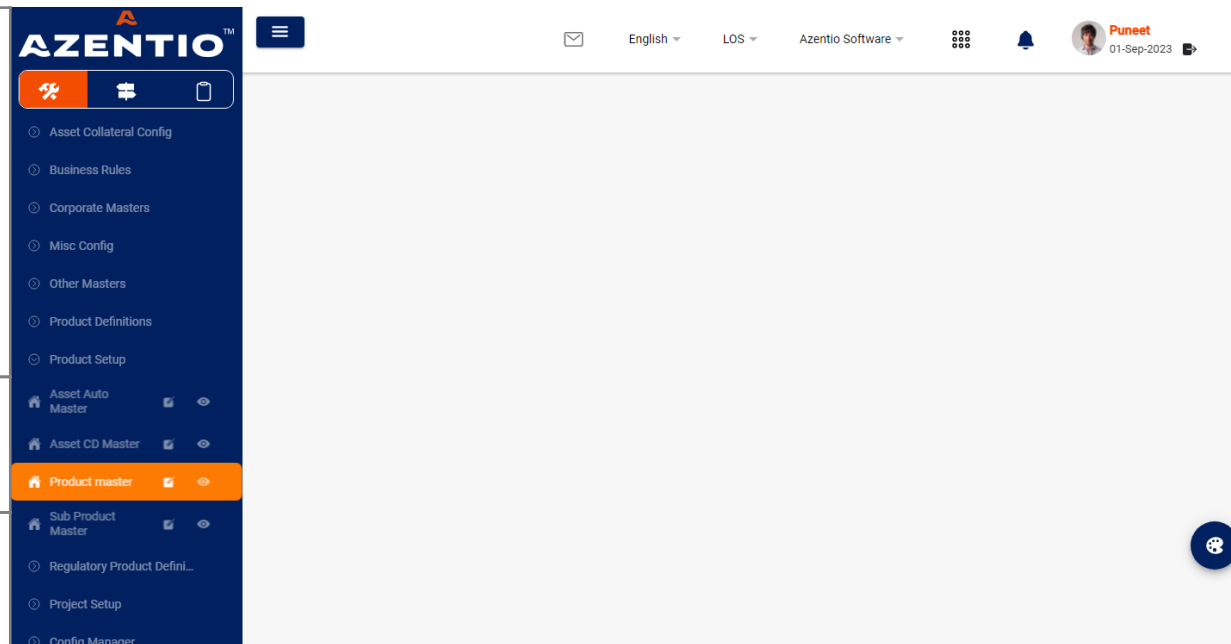 AZENTIO™
English
LOS
Azentio Software
Puneet
01-Sep-2023
Asset Collateral Config
Business Rules
Corporate Masters
Misc Config
Other Masters
Product Definitions
Product Setup
Asset Auto
Master
Asset CD Master
Product master
Sub Product
Master
Regulatory Product Defini...
Project Setup
Config Manager